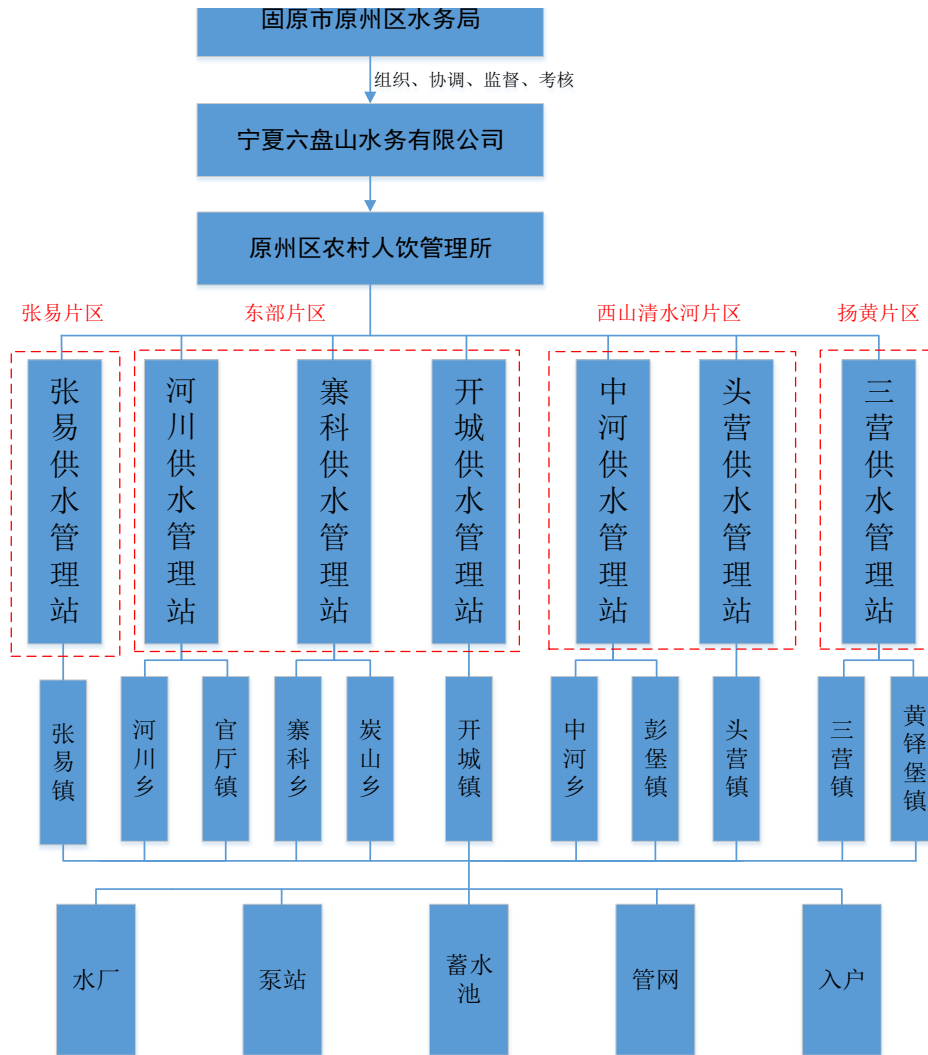 固原市原州区水务局
组织、协调、监督、考核
宁夏六盘山水务有限公司
原州区农村人饮管理所
张易片区
东部片区
西山清水河片区
扬黄片区
张易供水管理站
河川供水管理站
寨科供水管理站
开城供水管理站
中河供水管理站
头营供水管理站
三营供水管理站
张易镇
河川乡
官厅镇
寨科乡
炭山乡
开城镇
中河乡
彭堡镇
头营镇
三营镇
黄铎堡镇
水厂
泵站
蓄水
池
管网
入户